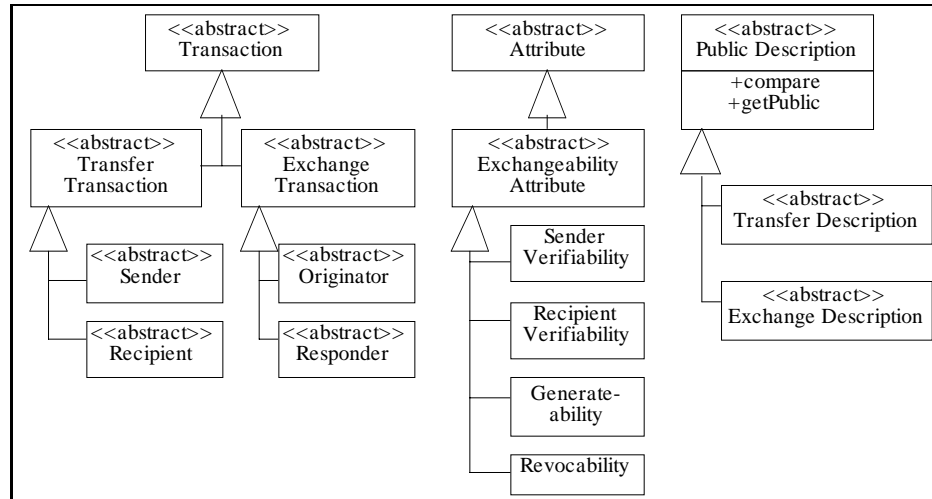 <<abstract>>
Transaction
<<abstract>>
Transfer
Transaction
<<abstract>>
Exchange
Transaction
<<abstract>>
Sender
<<abstract>>
Recipient
<<abstract>>
Originator
<<abstract>>
Responder
<<abstract>>
Attribute
<<abstract>>
Exchangeability
Attribute
Sender
Verifiability
Recipient
Verifiability
Generate-
ability
Revocability
<<abstract>>
Public Description
+compare
+getPublic
<<abstract>>
Transfer Description
<<abstract>>
Exchange Description